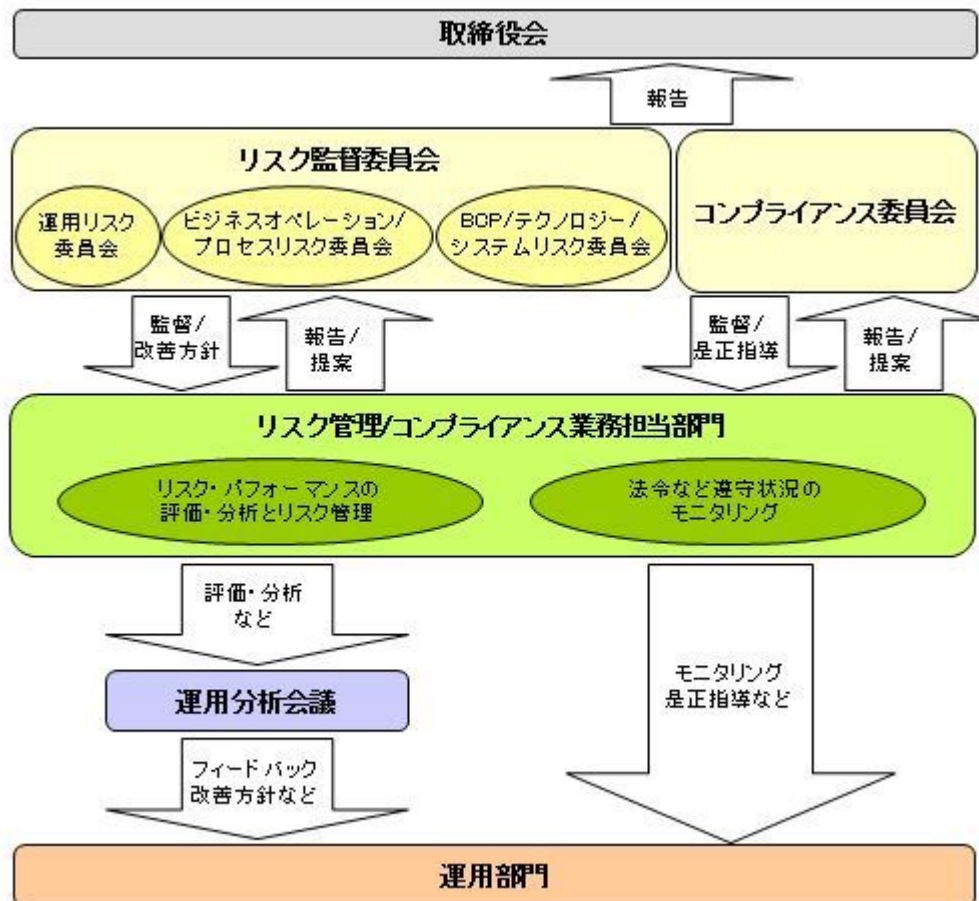 取締役会
報告
リスク監督委員会
運用リスク
委員会
ビジネスオペレーション/
プロセスリスク委員会
BCP/テクノロジー/
システムリスク委員会
コンプライアンス委員会
監督/
改善方針
報告/
提案
監督/
是正指導
報告/
提案
リスク管理/コンプライアンス業務担当部門
リスク・パフォーマンスの
評価・分析とリスク管理
法令など遵守状況の
モニタリング
評価・分析
など
運用分析会議
モニタリング
是正指導など
フィードバック
改善方針など
運用部門